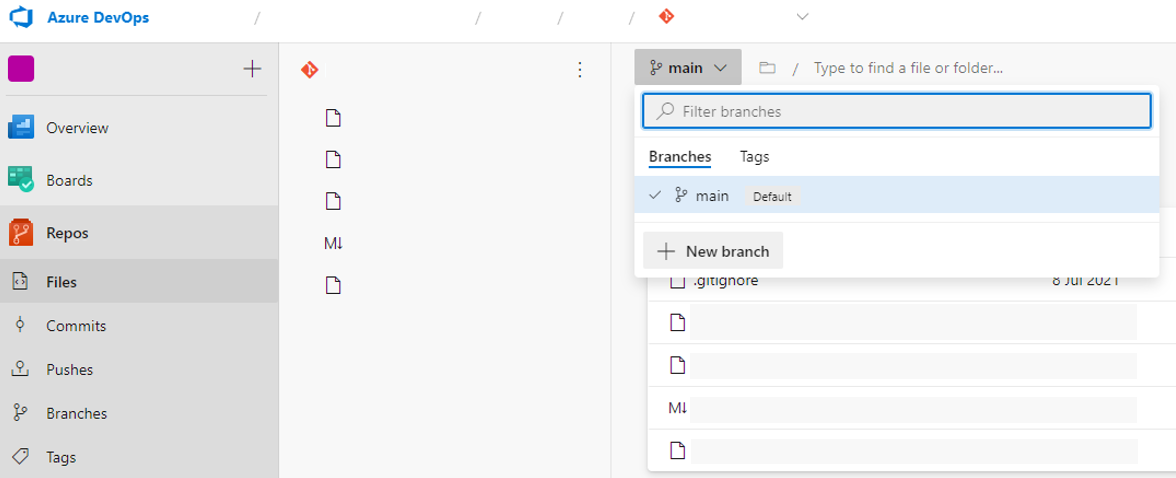 Azure DevOps / / / /
Overview
Boards
Repos
Files
Commits
Pushes
Branches
Tags
M↓
main / Type to find a file or folder...
Filter branches
Branches Tags
main Default
New branch
.gitignore 8 Jul 2021
M↓